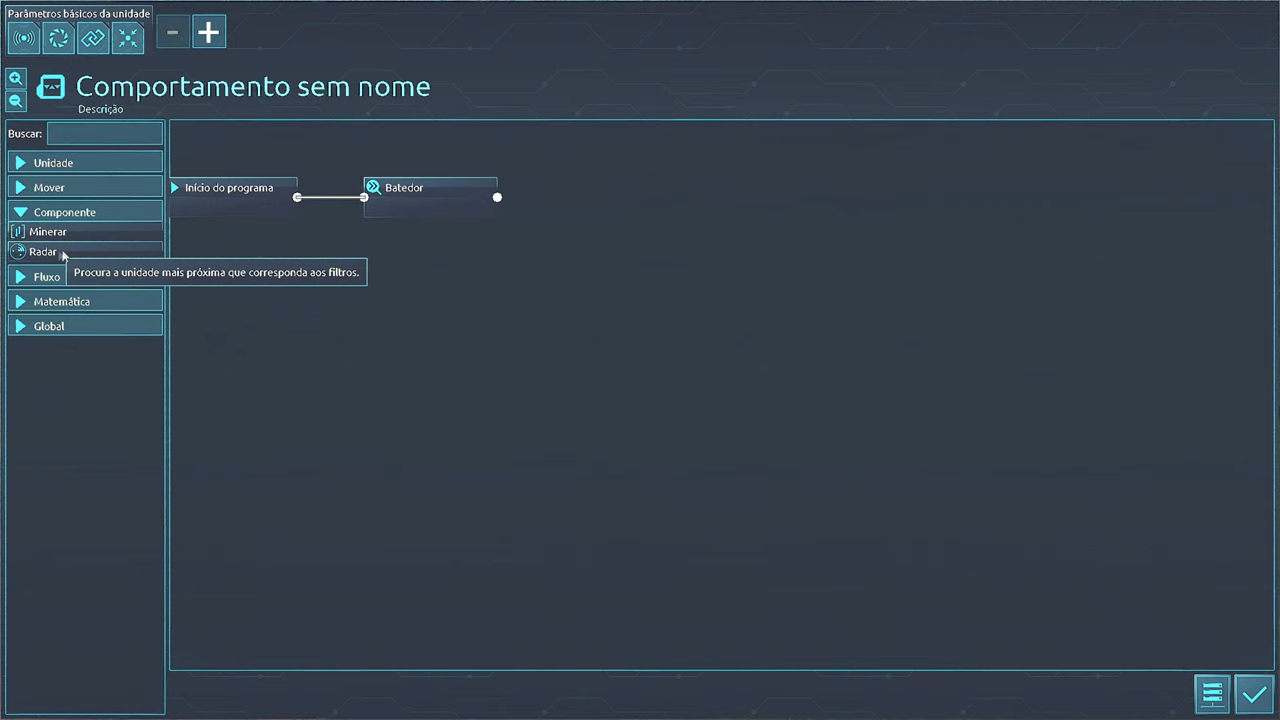 Parâmetros básicos da unidade
Comportamento sem nome
Descrição
Buscar:
Unidade
Mover
Componente
Minerar
Radar
Fluxo
Matemática
Global
Início do programa
Batedor
Procura a unidade mais próxima que corresponda aos filtros.